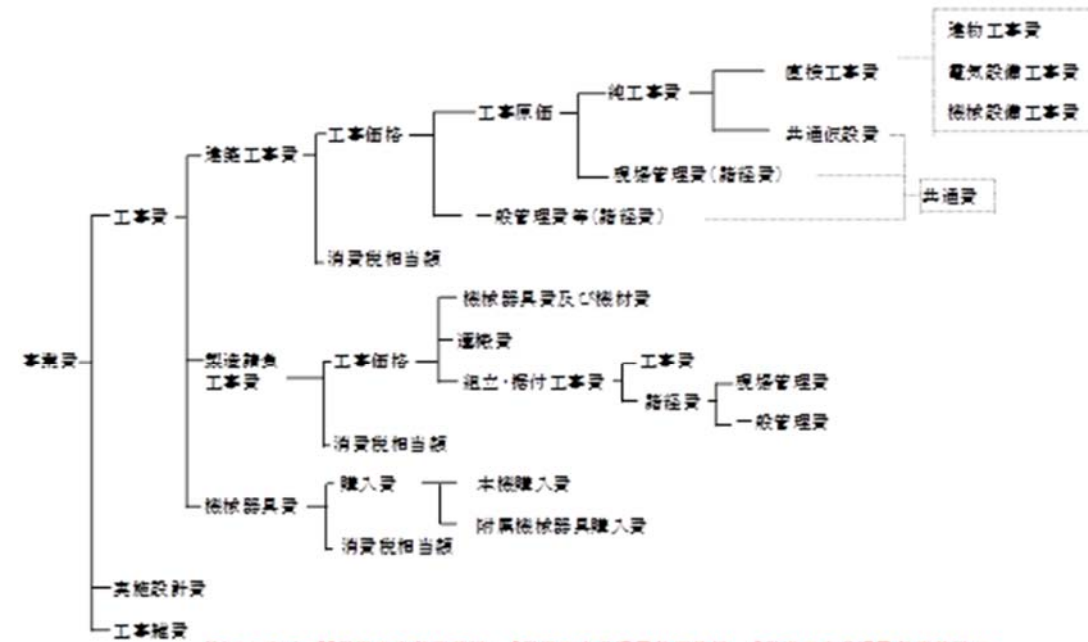 事業費
工事費
建築工事費
工事価格
工事原価
純工事費
直接工事費
建物工事費
電気設備工事費
機械設備工事費
共通仮設費
現場管理費(諸経費)
共通費
一般管理費等(諸経費)
消費税相当額
製造請負
工事費
工事価格
機械器具費及び機材費
運搬費
組立・据付工事費
工事費
諸経費
現場管理費
一般管理費
消費税相当額
機械器具費
購入費
本機購入費
附属機械器具購入費
消費税相当額
実施設計費
工事雑費